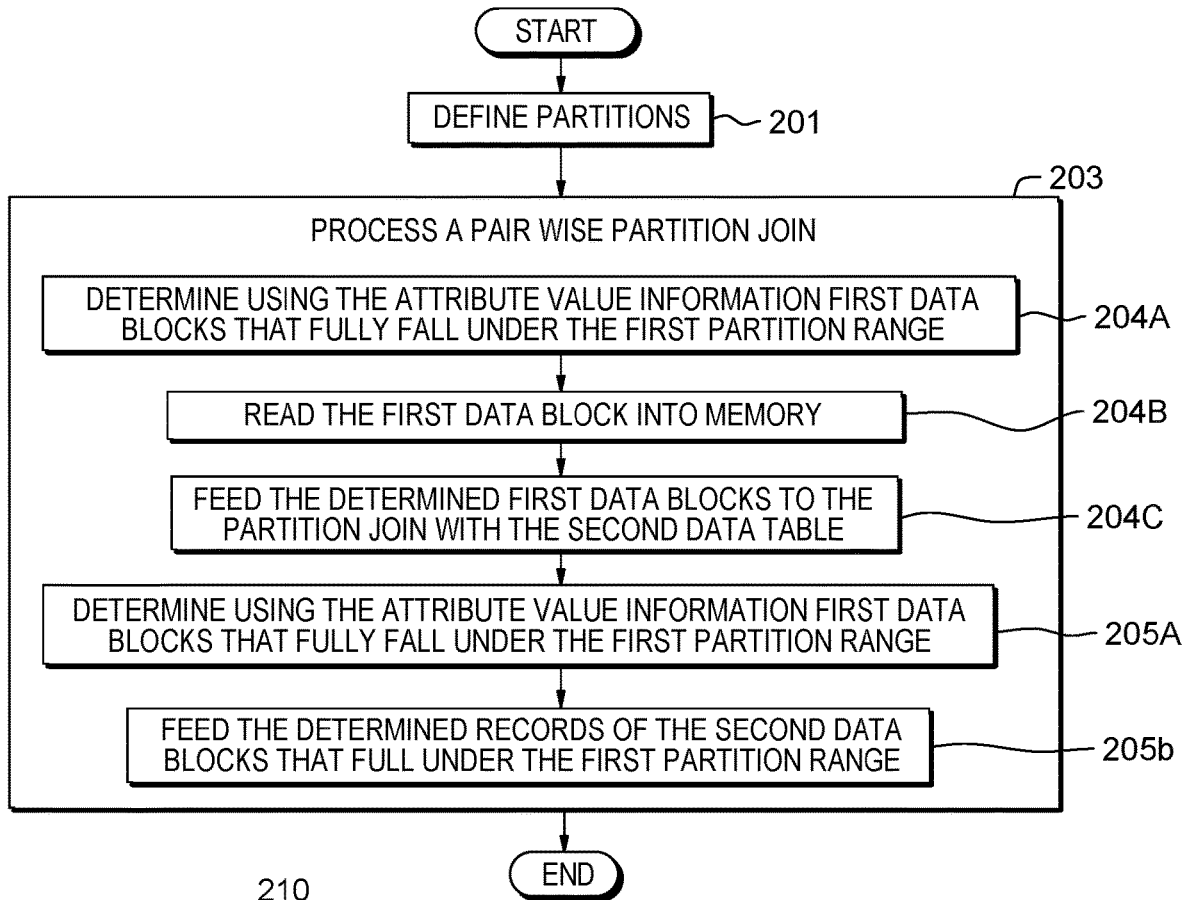 START
DEFINE PARTITIONS
201
203
PROCESS A PAIR WISE PARTITION JOIN
DETERMINE USING THE ATTRIBUTE VALUE INFORMATION FIRST DATA
BLOCKS THAT FULLY FALL UNDER THE FIRST PARTITION RANGE
204A
READ THE FIRST DATA BLOCK INTO MEMORY
204B
FEED THE DETERMINED FIRST DATA BLOCKS TO THE
PARTITION JOIN WITH THE SECOND DATA TABLE
204C
DETERMINE USING THE ATTRIBUTE VALUE INFORMATION FIRST DATA
BLOCKS THAT FULLY FALL UNDER THE FIRST PARTITION RANGE
205A
FEED THE DETERMINED RECORDS OF THE SECOND DATA
BLOCKS THAT FULL UNDER THE FIRST PARTITION RANGE
205b
END
210